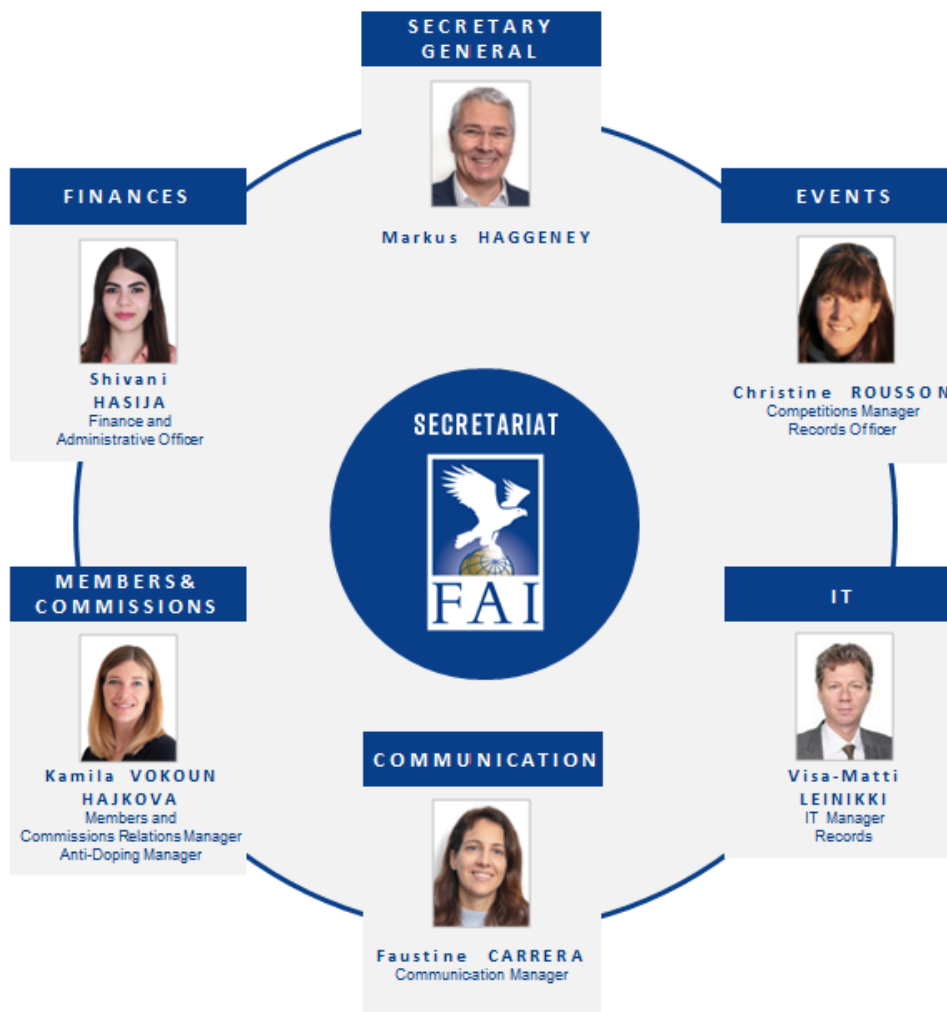 SECRETARY
GENERAL
Markus HAGGENEY
FINANCES
Shivani
HASIJA
Finance and
Administrative Officer
EVENTS
Christine ROUSSON
Competitions Manager
Records Officer
SECRETARIAT
FAI
MEMBERS&
COMMISSIONS
Kamila VOKOUN
HAJKOVA
Members and
Commissions Relations Manager
Anti-Doping Manager
IT
Visa-Matti
LEINIKKI
IT Manager
Records
COMMUNICATION
Faustine CARRERA
Communication Manager